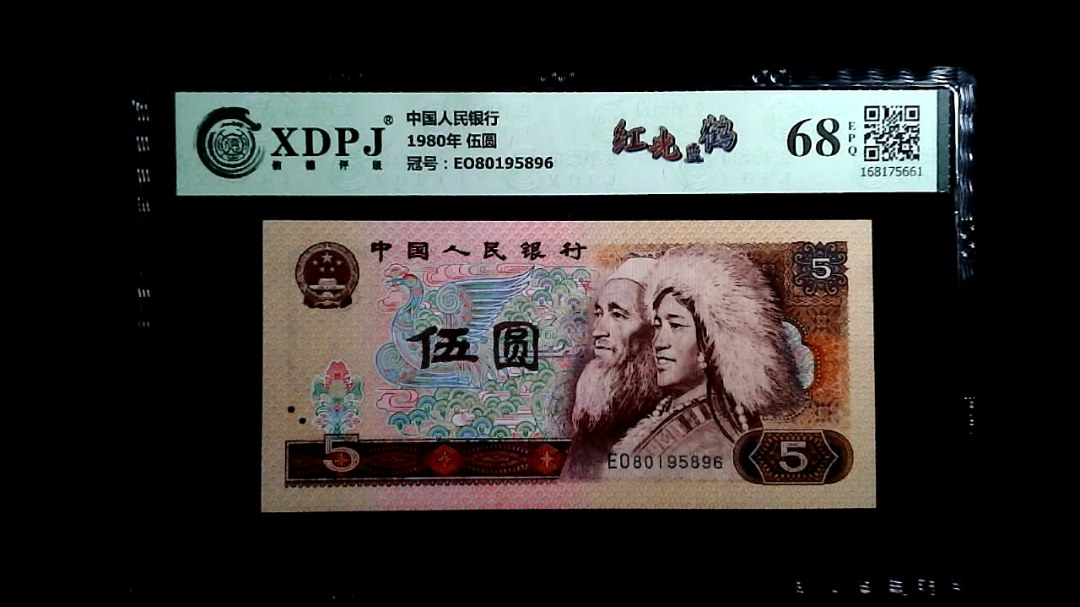 XDPJ®
中国人民银行
1980年 伍圆
冠号：EO80195896
红光蓝鹤
68 EPQ
168175661
中国人民银行
伍圆
5
5
EO80195896
5